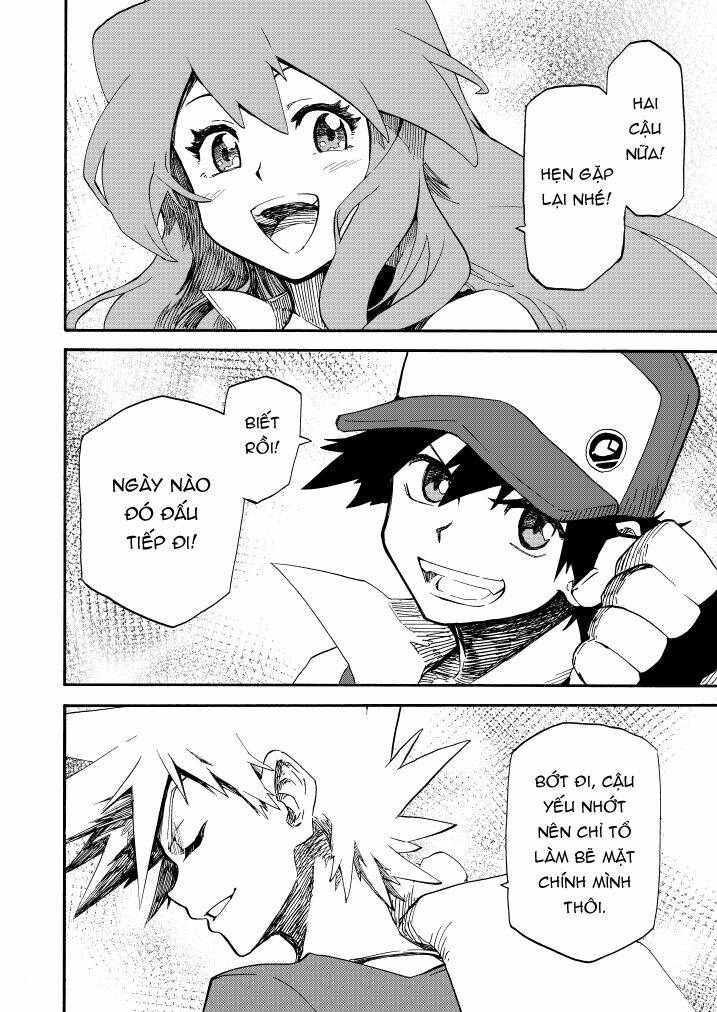 HAI
CẬU
NỮA!
HẸN GẶP
LẠI NHÉ!
BIẾT
RỒI!
NGÀY NÀO
ĐÓ ĐẤU
TIẾP ĐI!
BỚT ĐI, CẬU
YẾU NHỚT
NÊN CHỈ TỔ
LÀM BẼ MẶT
CHÍNH MÌNH
THÔI.